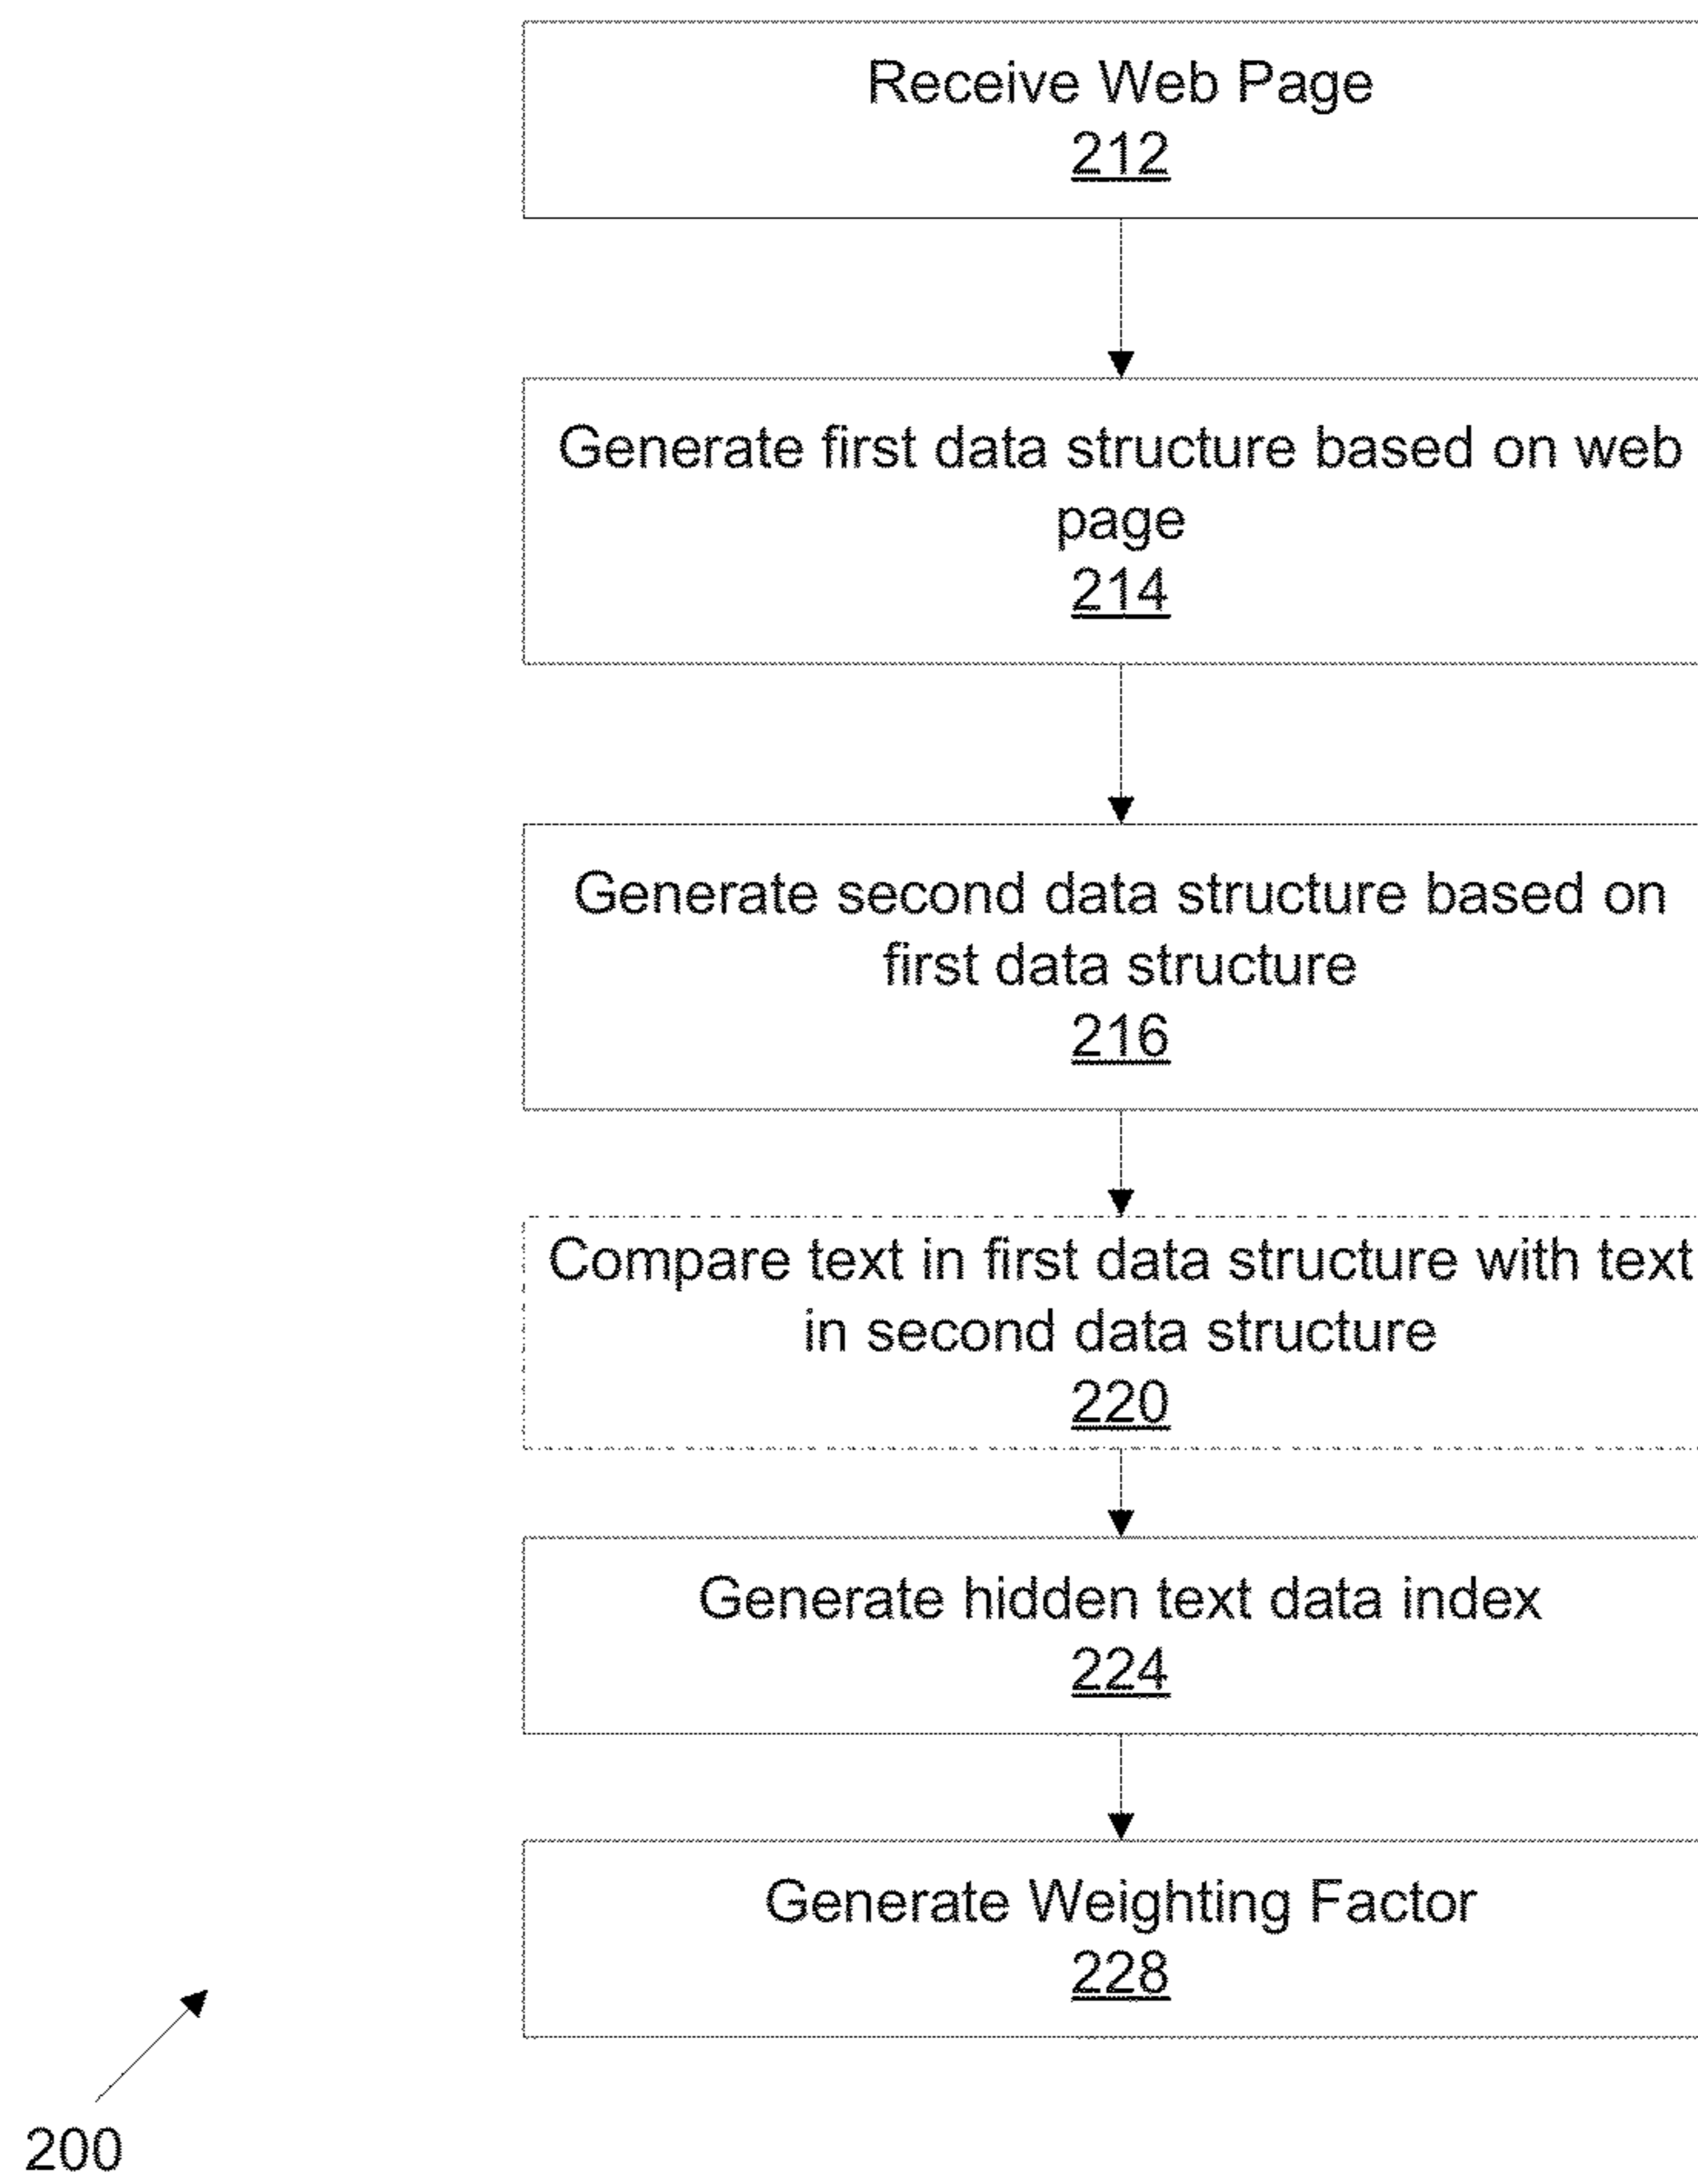 Receive Web Page
212
Generate first data structure based on web
page
214
Generate second data structure based on
first data structure
216
Compare text in first data structure with text
in second data structure
220
Generate hidden text data index
224
Generate Weighting Factor
228
200